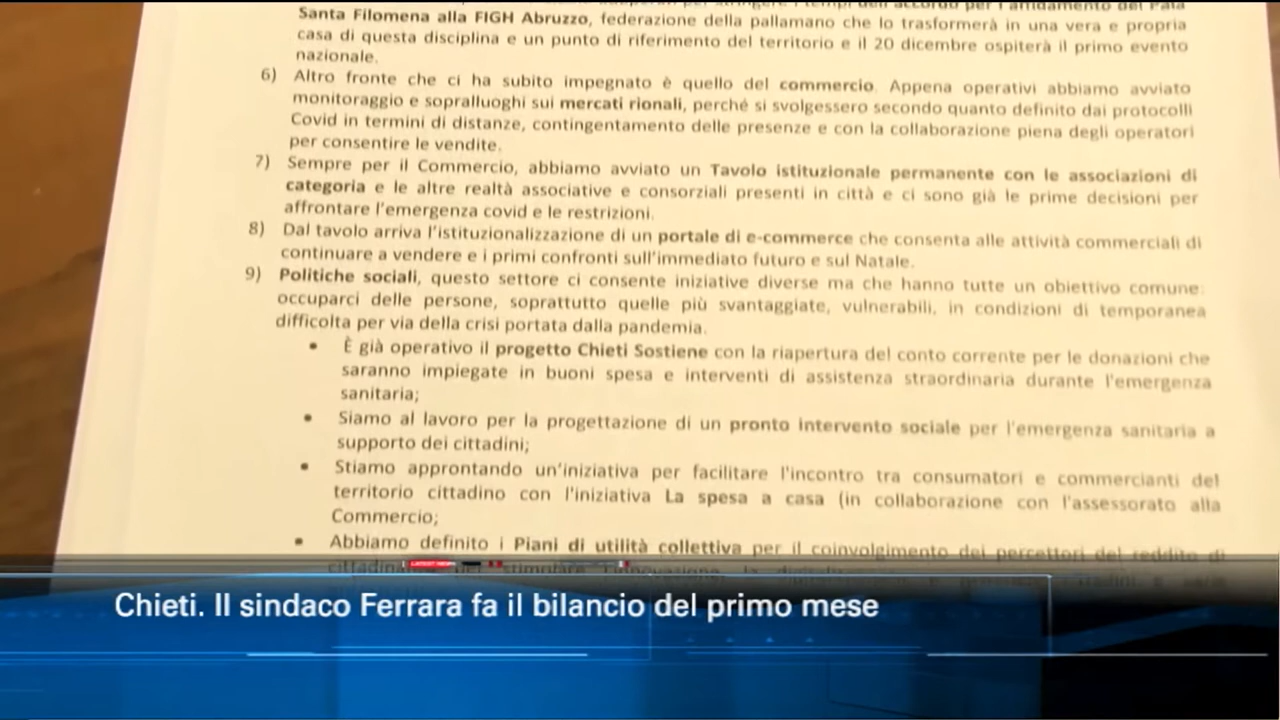 l'affidamento del Pala
Santa Filomena alla FIGH Abruzzo, federazione della pallamano che lo trasformerà in una vera e propria
casa di questa disciplina e un punto di riferimento del territorio e il 20 dicembre ospiterà il primo evento
nazionale.
6) Altro fronte che ci ha subito impegnato è quello del commercio. Appena operativi abbiamo avviato
monitoraggio e sopralluoghi sui mercati rionali, perché si svolgessero secondo quanto definito dai protocolli
Covid in termini di distanze, contingentamento delle presenze e con la collaborazione piena degli operatori
per consentire le vendite.
7) Sempre per il Commercio, abbiamo avviato un Tavolo istituzionale permanente con le associazioni di
categoria e le altre realtà associative e consorziali presenti in città e ci sono già le prime decisioni per
affrontare l'emergenza covid e le restrizioni.
8) Dal tavolo arriva l'istituzionalizzazione di un portale di e-commerce che consenta alle attività commerciali di
continuare a vendere e i primi confronti sull'immediato futuro e sul Natale.
9) Politiche sociali, questo settore ci consente iniziative diverse ma che hanno tutte un obiettivo comune:
occuparci delle persone, soprattutto quelle più svantaggiate, vulnerabili, in condizioni di temporanea
difficolta per via della crisi portata dalla pandemia.
• È già operativo il progetto Chieti Sostiene con la riapertura del conto corrente per le donazioni che
saranno impiegate in buoni spesa e interventi di assistenza straordinaria durante l'emergenza
sanitaria;
• Siamo al lavoro per la progettazione di un pronto intervento sociale per l'emergenza sanitaria a
supporto dei cittadini;
• Stiamo approntando un'iniziativa per facilitare l'incontro tra consumatori e commercianti del
territorio cittadino con l'iniziativa La spesa a casa (in collaborazione con l'assessorato alla
Commercio;
• Abbiamo definito i Piani di utilità collettiva per il coinvolgimento dei percettori del reddito di
LATEST NEWS
Chieti. Il sindaco Ferrara fa il bilancio del primo mese